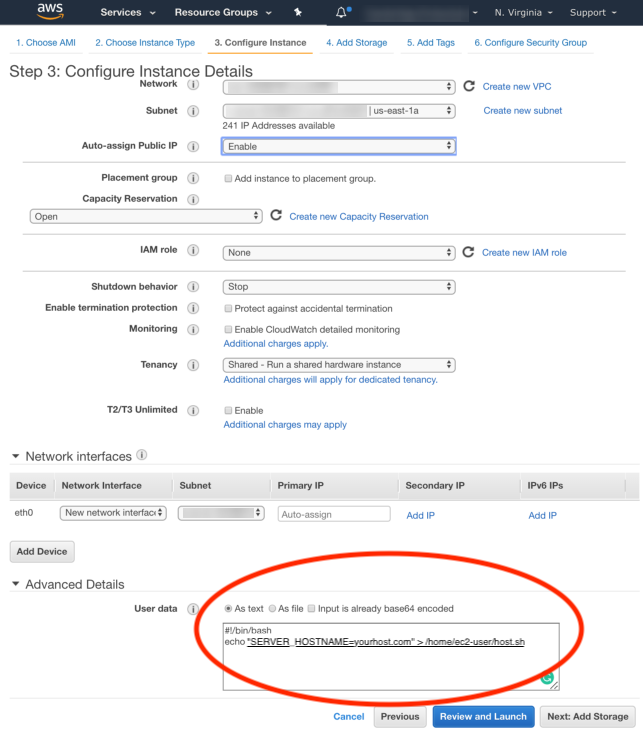 aws Services Resource Groups N. Virginia Support
1. Choose AMI 2. Choose Instance Type 3. Configure Instance 4. Add Storage 5. Add Tags 6. Configure Security Group
Step 3: Configure Instance Details
Network i Create new VPC
Subnet i | us-east-1a Create new subnet
241 IP Addresses available
Auto-assign Public IP i Enable
Placement group i Add instance to placement group.
Capacity Reservation i
Open Create new Capacity Reservation
IAM role i None Create new IAM role
Shutdown behavior i Stop
Enable termination protection i Protect against accidental termination
Monitoring i Enable CloudWatch detailed monitoring
Additional charges apply.
Tenancy i Shared - Run a shared hardware instance
Additional charges will apply for dedicated tenancy.
T2/T3 Unlimited i Enable
Additional charges may apply
Network interfaces i
Device Network Interface Subnet Primary IP Secondary IP IPv6 IPs
eth0 New network interfac Auto-assign Add IP Add IP
Add Device
Advanced Details
User data i As text As file Input is already base64 encoded
#!/bin/bash
echo "SERVER_HOSTNAME=yourhost.com" > /home/ec2-user/host.sh
Cancel Previous Review and Launch Next: Add Storage